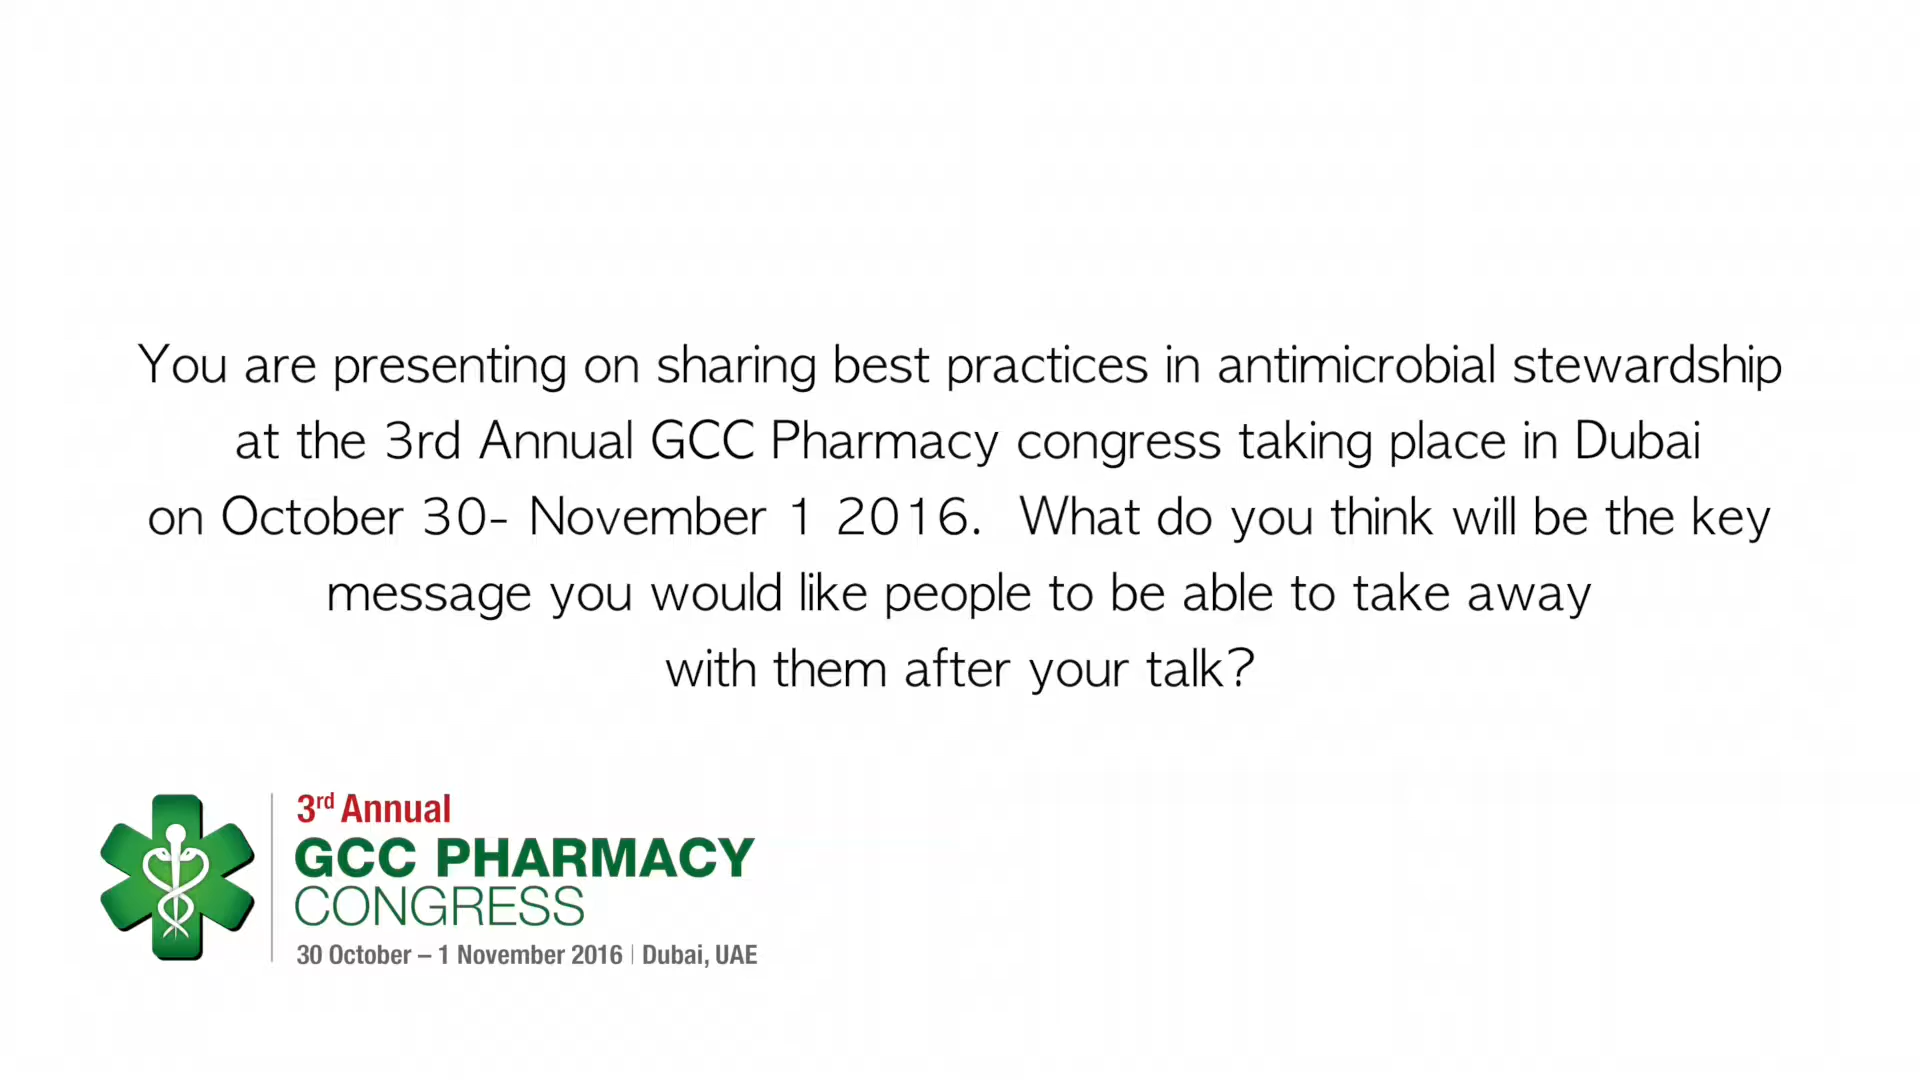 You are presenting on sharing best practices in antimicrobial stewardship
at the 3rd Annual GCC Pharmacy congress taking place in Dubai
on October 30- November 1 2016.  What do you think will be the key
message you would like people to be able to take away
with them after your talk?
3rd Annual
GCC PHARMACY
CONGRESS
30 October – 1 November 2016 | Dubai, UAE